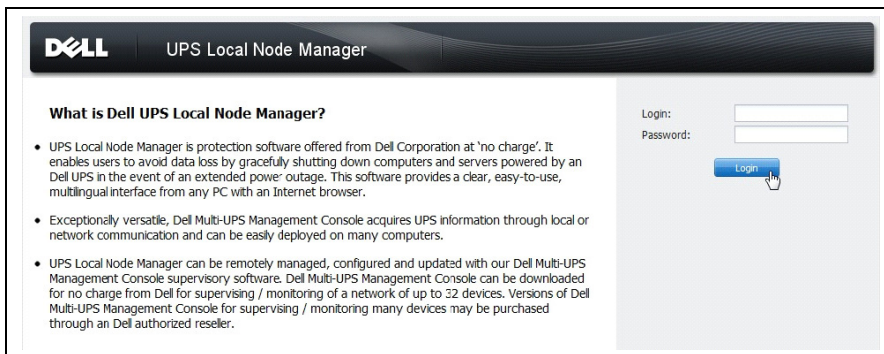 DELL UPS Local Node Manager
What is Dell UPS Local Node Manager?
• UPS Local Node Manager is protection software offered from Dell Corporation at 'no charge'. It
enables users to avoid data loss by gracefully shutting down computers and servers powered by an
Dell UPS in the event of an extended power outage. This software provides a clear, easy-to-use,
multilingual interface from any PC with an Internet browser.
• Exceptionally versatile, Dell Multi-UPS Management Console acquires UPS information through local or
network communication and can be easily deployed on many computers.
• UPS Local Node Manager can be remotely managed, configured and updated with our Dell Multi-UPS
Management Console supervisory software. Dell Multi-UPS Management Console can be downloaded
for no charge from Dell for supervising / monitoring of a network of up to 32 devices. Versions of Dell
Multi-UPS Management Console for supervising / monitoring many devices may be purchased
through an Dell authorized reseller.
Login:
Password:
Login